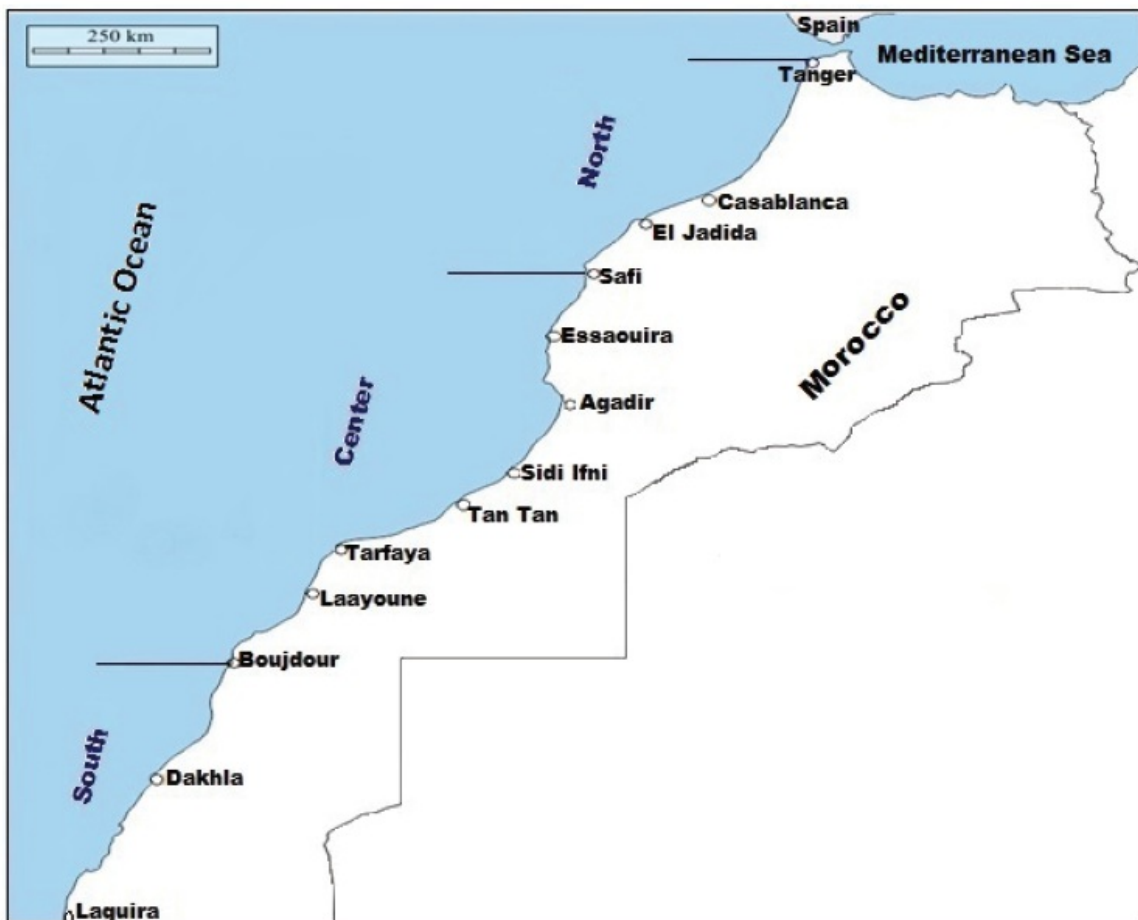 250 km
Spain
Mediterranean Sea
Tanger
North
Casablanca
El Jadida
Atlantic Ocean
Safi
Essaouira
Morocco
Agadir
Center
Sidi Ifni
Tan Tan
Tarfaya
Laayoune
Boujdour
South
Dakhla
Laguira